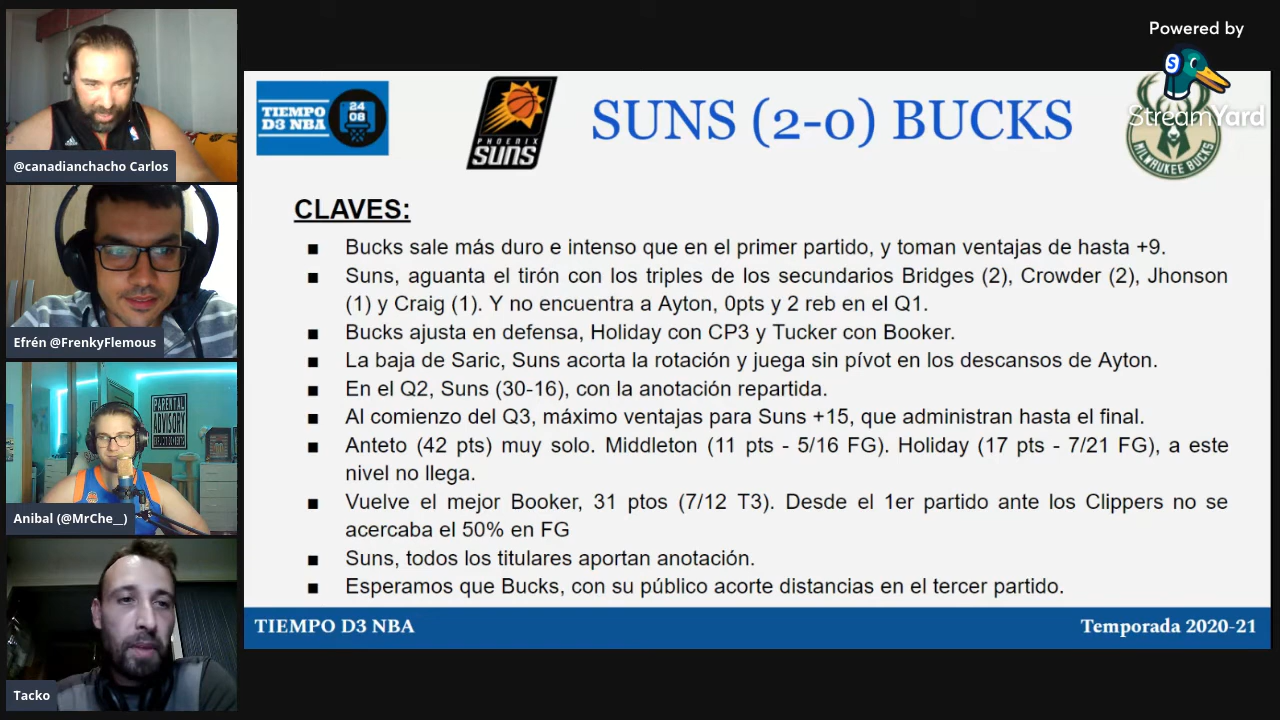 Powered by
StreamYard
TIEMPO
D3 NBA
24
08
PHOENIX
SUNS
SUNS (2-0) BUCKS
MILWAUKEE BUCKS
CLAVES:
■ Bucks sale más duro e intenso que en el primer partido, y toman ventajas de hasta +9.
■ Suns, aguanta el tirón con los triples de los secundarios Bridges (2), Crowder (2), Jhonson
(1) y Craig (1). Y no encuentra a Ayton, 0pts y 2 reb en el Q1.
■ Bucks ajusta en defensa, Holiday con CP3 y Tucker con Booker.
■ La baja de Saric, Suns acorta la rotación y juega sin pívot en los descansos de Ayton.
■ En el Q2, Suns (30-16), con la anotación repartida.
■ Al comienzo del Q3, máximo ventajas para Suns +15, que administran hasta el final.
■ Anteto (42 pts) muy solo. Middleton (11 pts - 5/16 FG). Holiday (17 pts - 7/21 FG), a este
nivel no llega.
■ Vuelve el mejor Booker, 31 ptos (7/12 T3). Desde el 1er partido ante los Clippers no se
acercaba el 50% en FG
■ Suns, todos los titulares aportan anotación.
■ Esperamos que Bucks, con su público acorte distancias en el tercer partido.
TIEMPO D3 NBA
Temporada 2020-21
@canadianchacho Carlos
Efrén @FrenkyFlemous
PARENTAL
ADVISORY
Anibal (@MrChe__)
Tacko